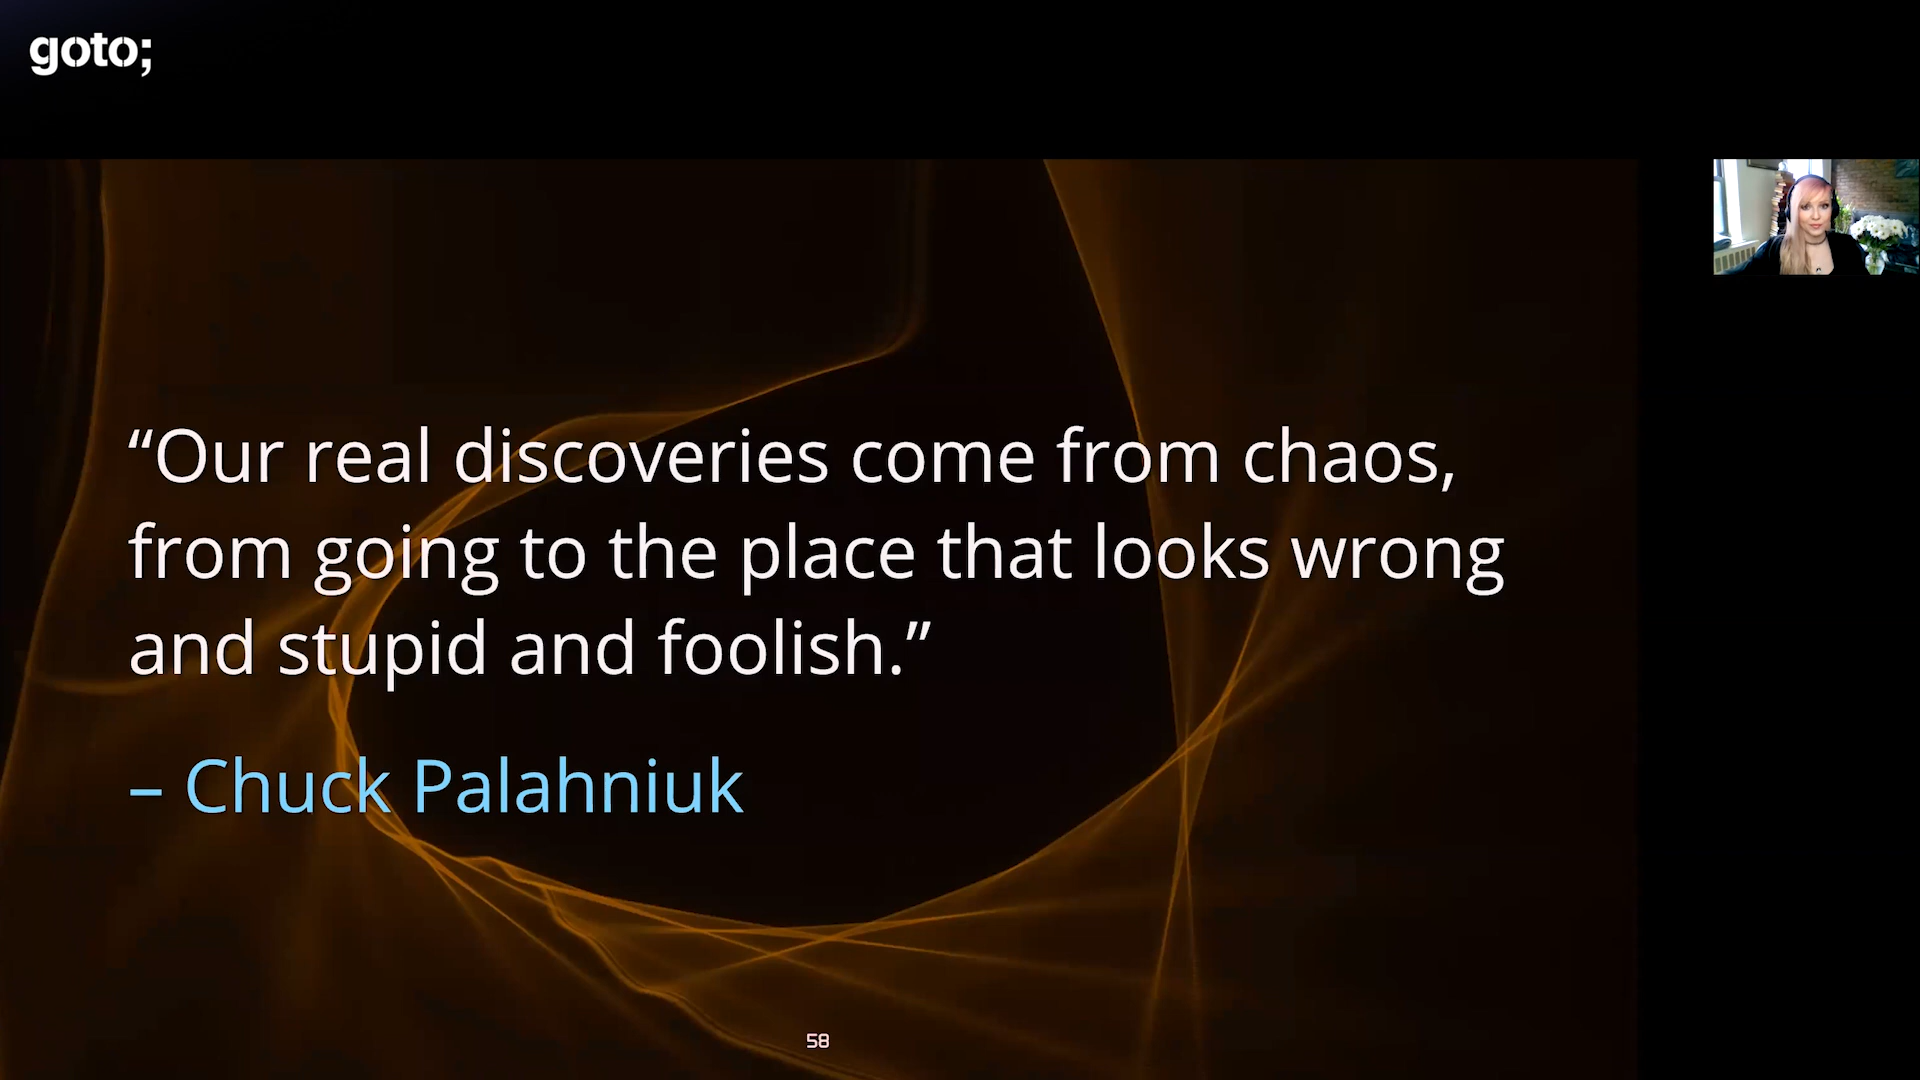 goto;
“Our real discoveries come from chaos,
from going to the place that looks wrong
and stupid and foolish.”
– Chuck Palahniuk
58